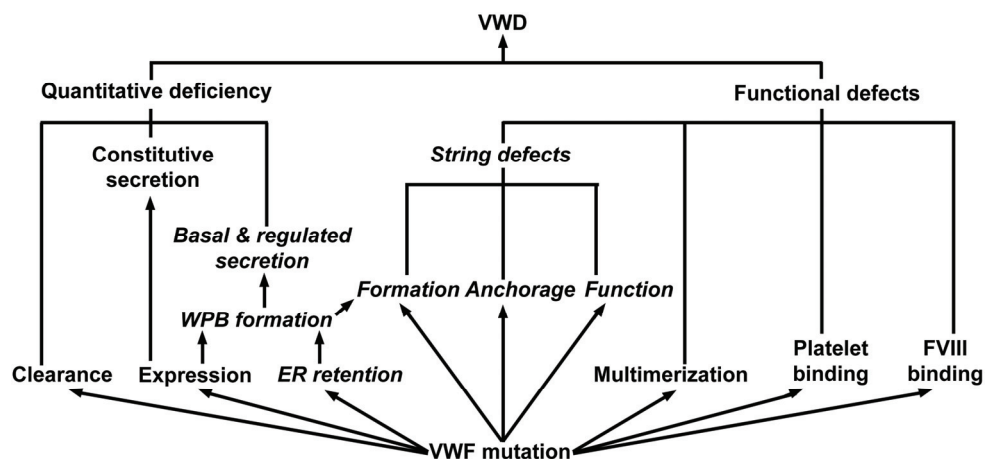 VWD
Quantitative deficiency
Functional defects
Constitutive
secretion
String defects
Basal & regulated
secretion
Formation Anchorage Function
WPB formation
Clearance Expression ER retention
Multimerization
Platelet
binding
FVIII
binding
VWF mutation